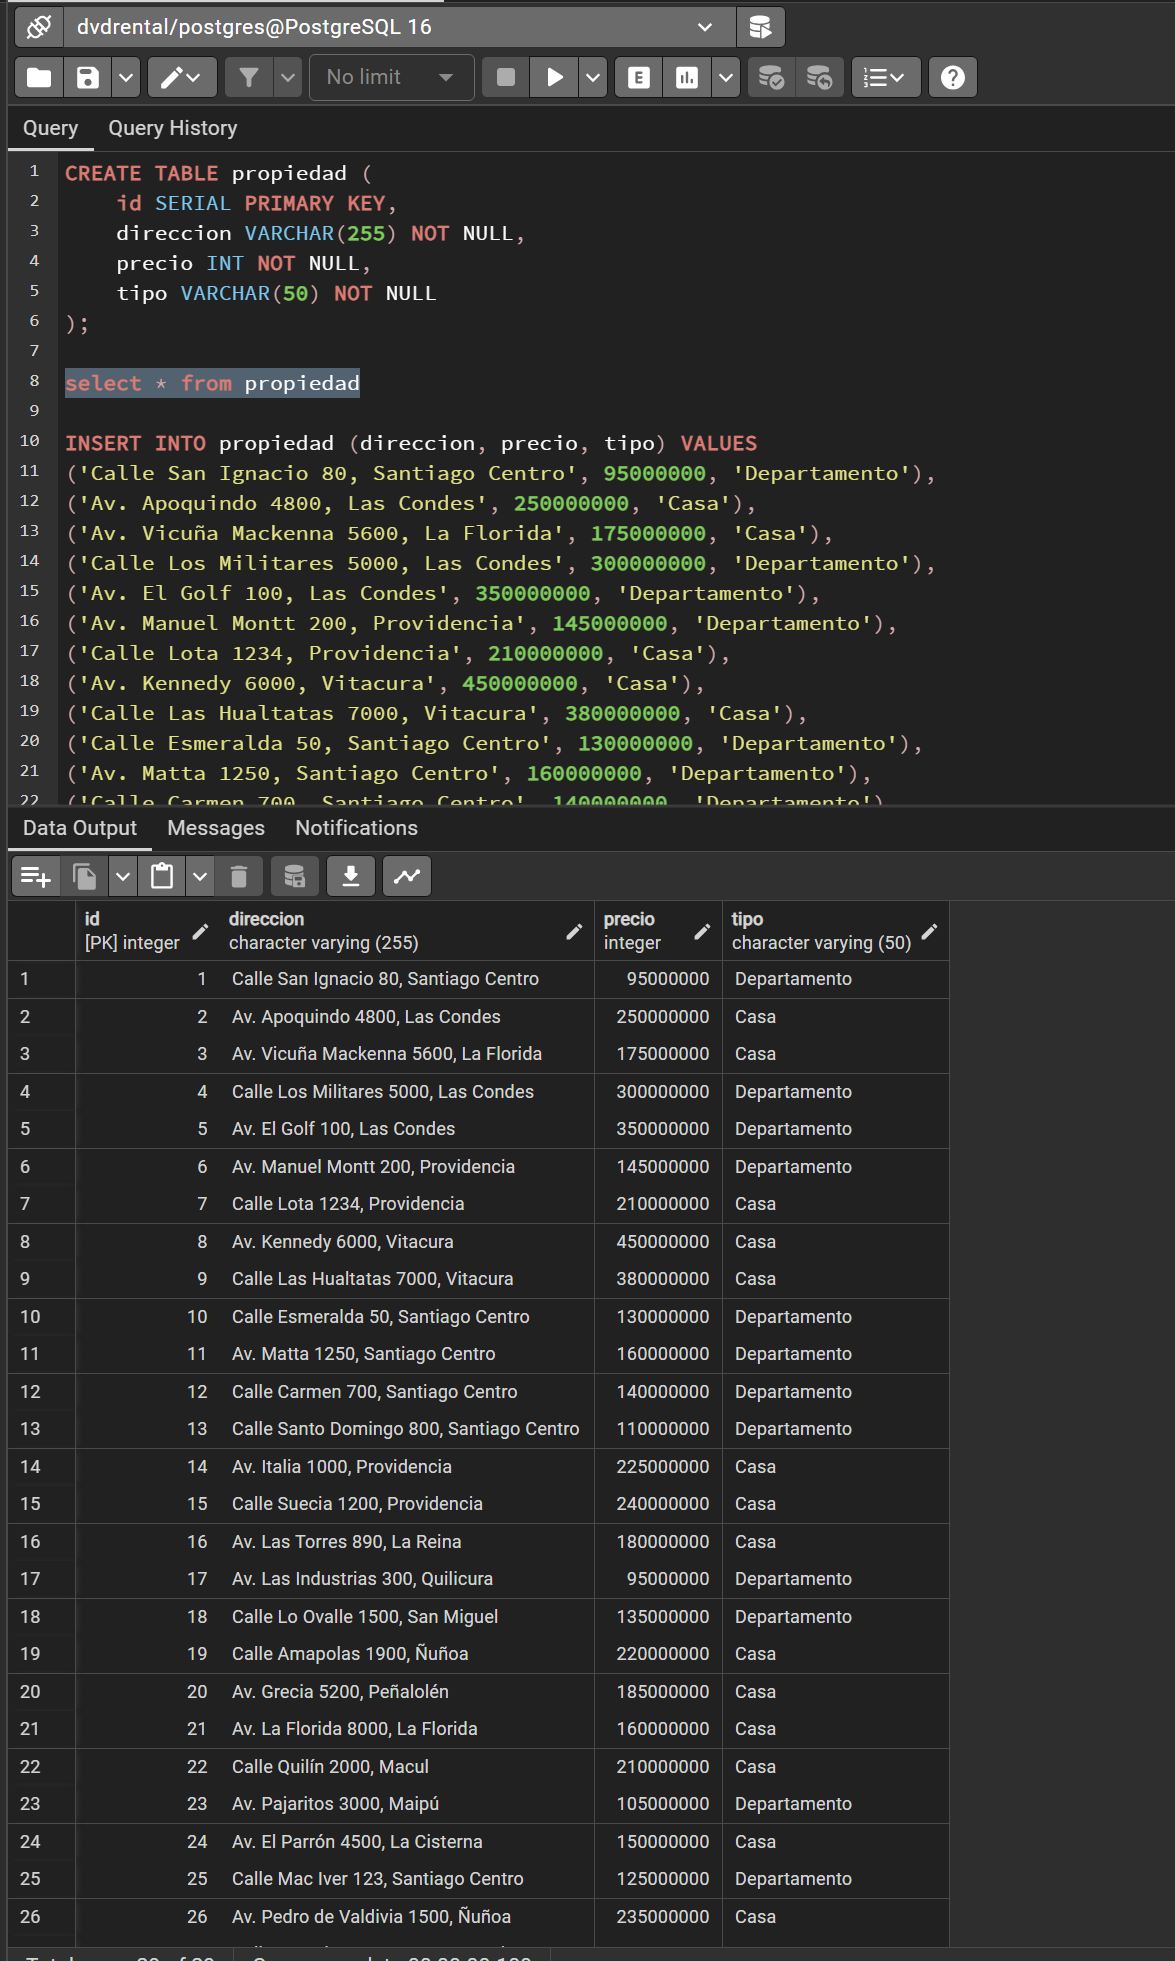 dvdrental/postgres@PostgreSQL 16
No limit
E
Query Query History
1 CREATE TABLE propiedad (
2 id SERIAL PRIMARY KEY,
3 direccion VARCHAR(255) NOT NULL,
4 precio INT NOT NULL,
5 tipo VARCHAR(50) NOT NULL
6 );
7
8 select * from propiedad
9
10 INSERT INTO propiedad (direccion, precio, tipo) VALUES
11 ('Calle San Ignacio 80, Santiago Centro', 95000000, 'Departamento'),
12 ('Av. Apoquindo 4800, Las Condes', 250000000, 'Casa'),
13 ('Av. Vicuña Mackenna 5600, La Florida', 175000000, 'Casa'),
14 ('Calle Los Militares 5000, Las Condes', 300000000, 'Departamento'),
15 ('Av. El Golf 100, Las Condes', 350000000, 'Departamento'),
16 ('Av. Manuel Montt 200, Providencia', 145000000, 'Departamento'),
17 ('Calle Lota 1234, Providencia', 210000000, 'Casa'),
18 ('Av. Kennedy 6000, Vitacura', 450000000, 'Casa'),
19 ('Calle Las Hualtatas 7000, Vitacura', 380000000, 'Casa'),
20 ('Calle Esmeralda 50, Santiago Centro', 130000000, 'Departamento'),
21 ('Av. Matta 1250, Santiago Centro', 160000000, 'Departamento'),
22 ('Calle Carmen 700, Santiago Centro', 140000000, 'Departamento')
Data Output Messages Notifications
id direccion precio tipo
[PK] integer character varying (255) integer character varying (50)
1 1 Calle San Ignacio 80, Santiago Centro 95000000 Departamento
2 2 Av. Apoquindo 4800, Las Condes 250000000 Casa
3 3 Av. Vicuña Mackenna 5600, La Florida 175000000 Casa
4 4 Calle Los Militares 5000, Las Condes 300000000 Departamento
5 5 Av. El Golf 100, Las Condes 350000000 Departamento
6 6 Av. Manuel Montt 200, Providencia 145000000 Departamento
7 7 Calle Lota 1234, Providencia 210000000 Casa
8 8 Av. Kennedy 6000, Vitacura 450000000 Casa
9 9 Calle Las Hualtatas 7000, Vitacura 380000000 Casa
10 10 Calle Esmeralda 50, Santiago Centro 130000000 Departamento
11 11 Av. Matta 1250, Santiago Centro 160000000 Departamento
12 12 Calle Carmen 700, Santiago Centro 140000000 Departamento
13 13 Calle Santo Domingo 800, Santiago Centro 110000000 Departamento
14 14 Av. Italia 1000, Providencia 225000000 Casa
15 15 Calle Suecia 1200, Providencia 240000000 Casa
16 16 Av. Las Torres 890, La Reina 180000000 Casa
17 17 Av. Las Industrias 300, Quilicura 95000000 Departamento
18 18 Calle Lo Ovalle 1500, San Miguel 135000000 Departamento
19 19 Calle Amapolas 1900, Ñuñoa 220000000 Casa
20 20 Av. Grecia 5200, Peñalolén 185000000 Casa
21 21 Av. La Florida 8000, La Florida 160000000 Casa
22 22 Calle Quilín 2000, Macul 210000000 Casa
23 23 Av. Pajaritos 3000, Maipú 105000000 Departamento
24 24 Av. El Parrón 4500, La Cisterna 150000000 Casa
25 25 Calle Mac Iver 123, Santiago Centro 125000000 Departamento
26 26 Av. Pedro de Valdivia 1500, Ñuñoa 235000000 Casa